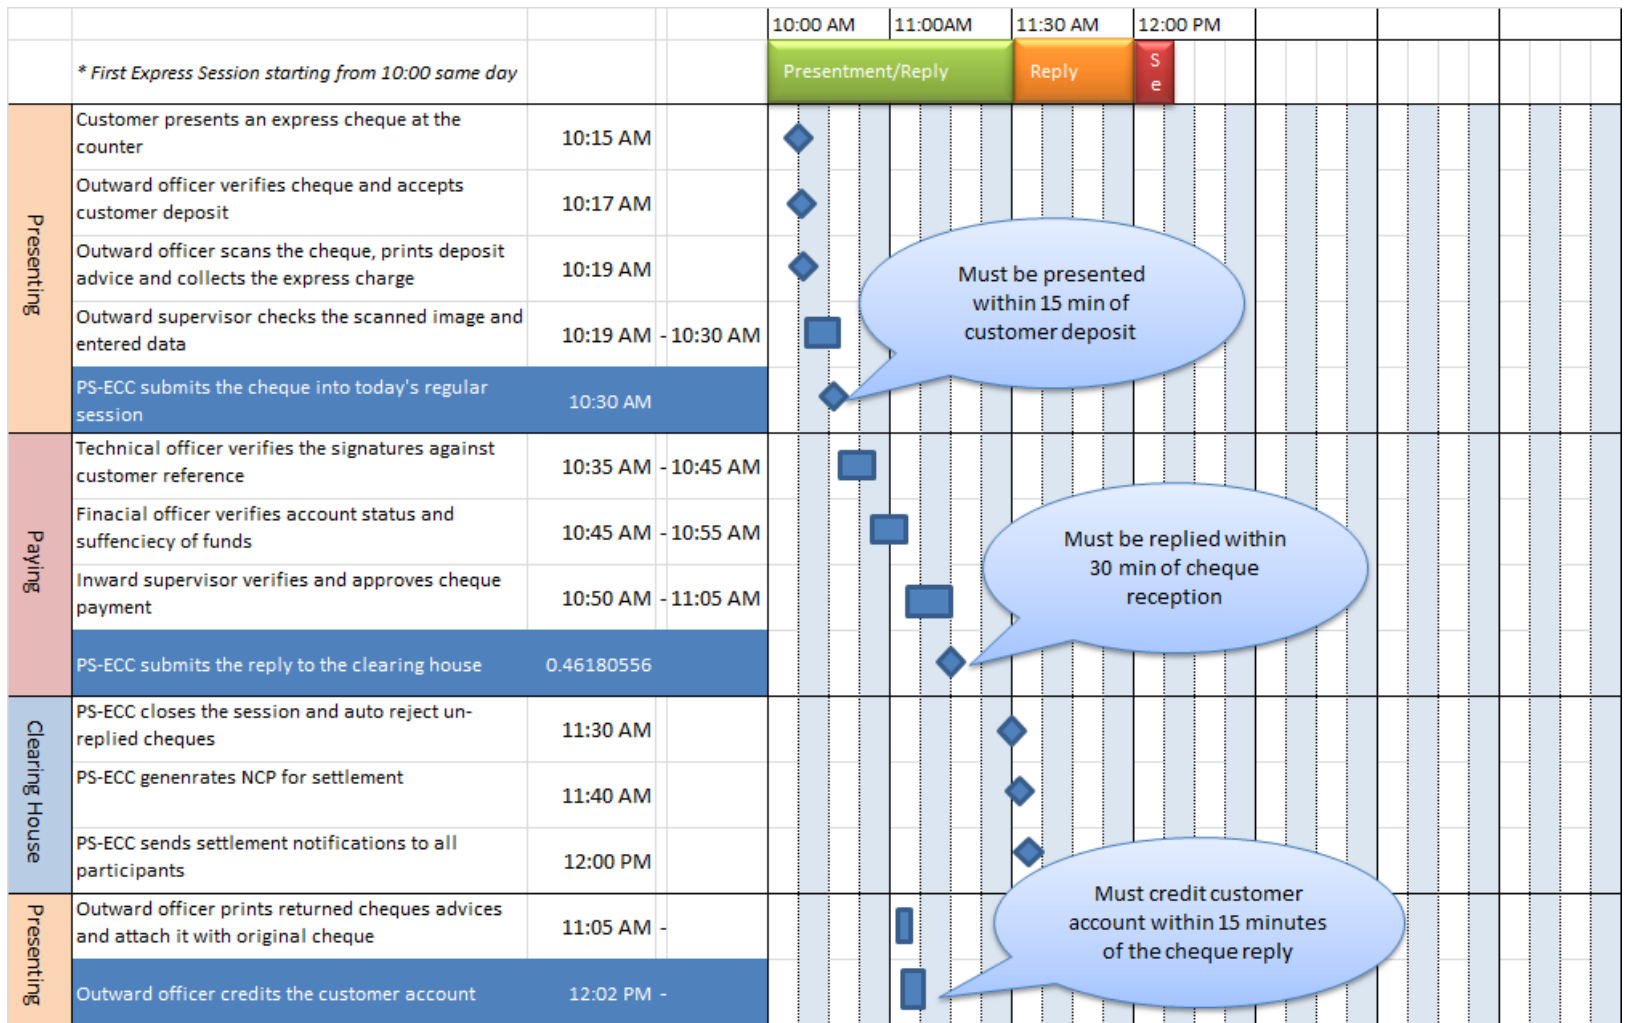 10:00 AM 11:00AM 11:30 AM 12:00 PM
* First Express Session starting from 10:00 same day
Presentment/Reply
Reply
S
e
Presenting
Customer presents an express cheque at the
counter
10:15 AM
Outward officer verifies cheque and accepts
customer deposit
10:17 AM
Outward officer scans the cheque, prints deposit
advice and collects the express charge
10:19 AM
Outward supervisor checks the scanned image and
entered data
10:19 AM - 10:30 AM
PS-ECC submits the cheque into today's regular
session
10:30 AM
Must be presented
within 15 min of
customer deposit
Paying
Technical officer verifies the signatures against
customer reference
10:35 AM - 10:45 AM
Finacial officer verifies account status and
suffenciecy of funds
10:45 AM - 10:55 AM
Inward supervisor verifies and approves cheque
payment
10:50 AM - 11:05 AM
PS-ECC submits the reply to the clearing house
0.46180556
Must be replied within
30 min of cheque
reception
Clearing House
PS-ECC closes the session and auto reject un-
replied cheques
11:30 AM
PS-ECC genenrates NCP for settlement
11:40 AM
PS-ECC sends settlement notifications to all
participants
12:00 PM
Presenting
Outward officer prints returned cheques advices
and attach it with original cheque
11:05 AM -
Outward officer credits the customer account
12:02 PM -
Must credit customer
account within 15 minutes
of the cheque reply